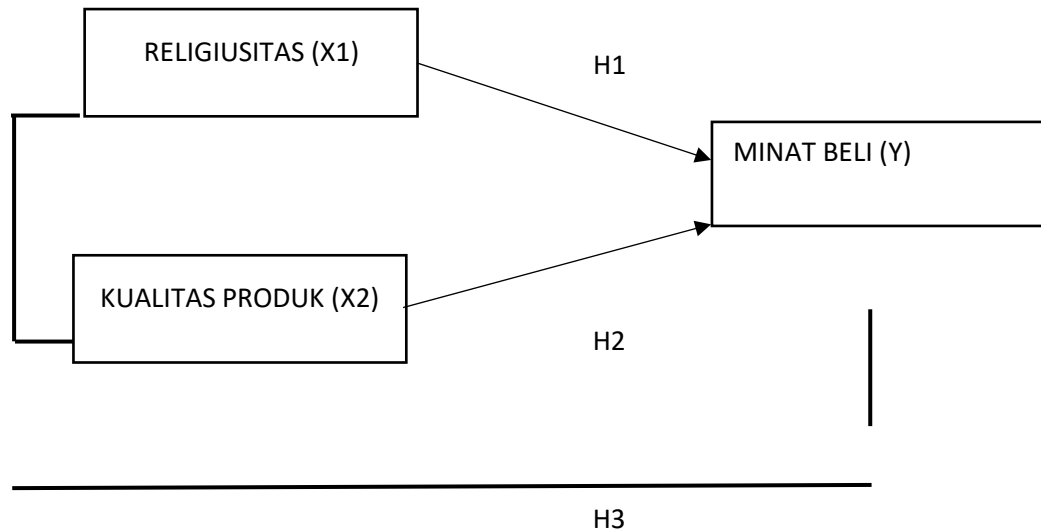 RELIGIUSITAS (X1)
H1
MINAT BELI (Y)
KUALITAS PRODUK (X2)
H2
H3